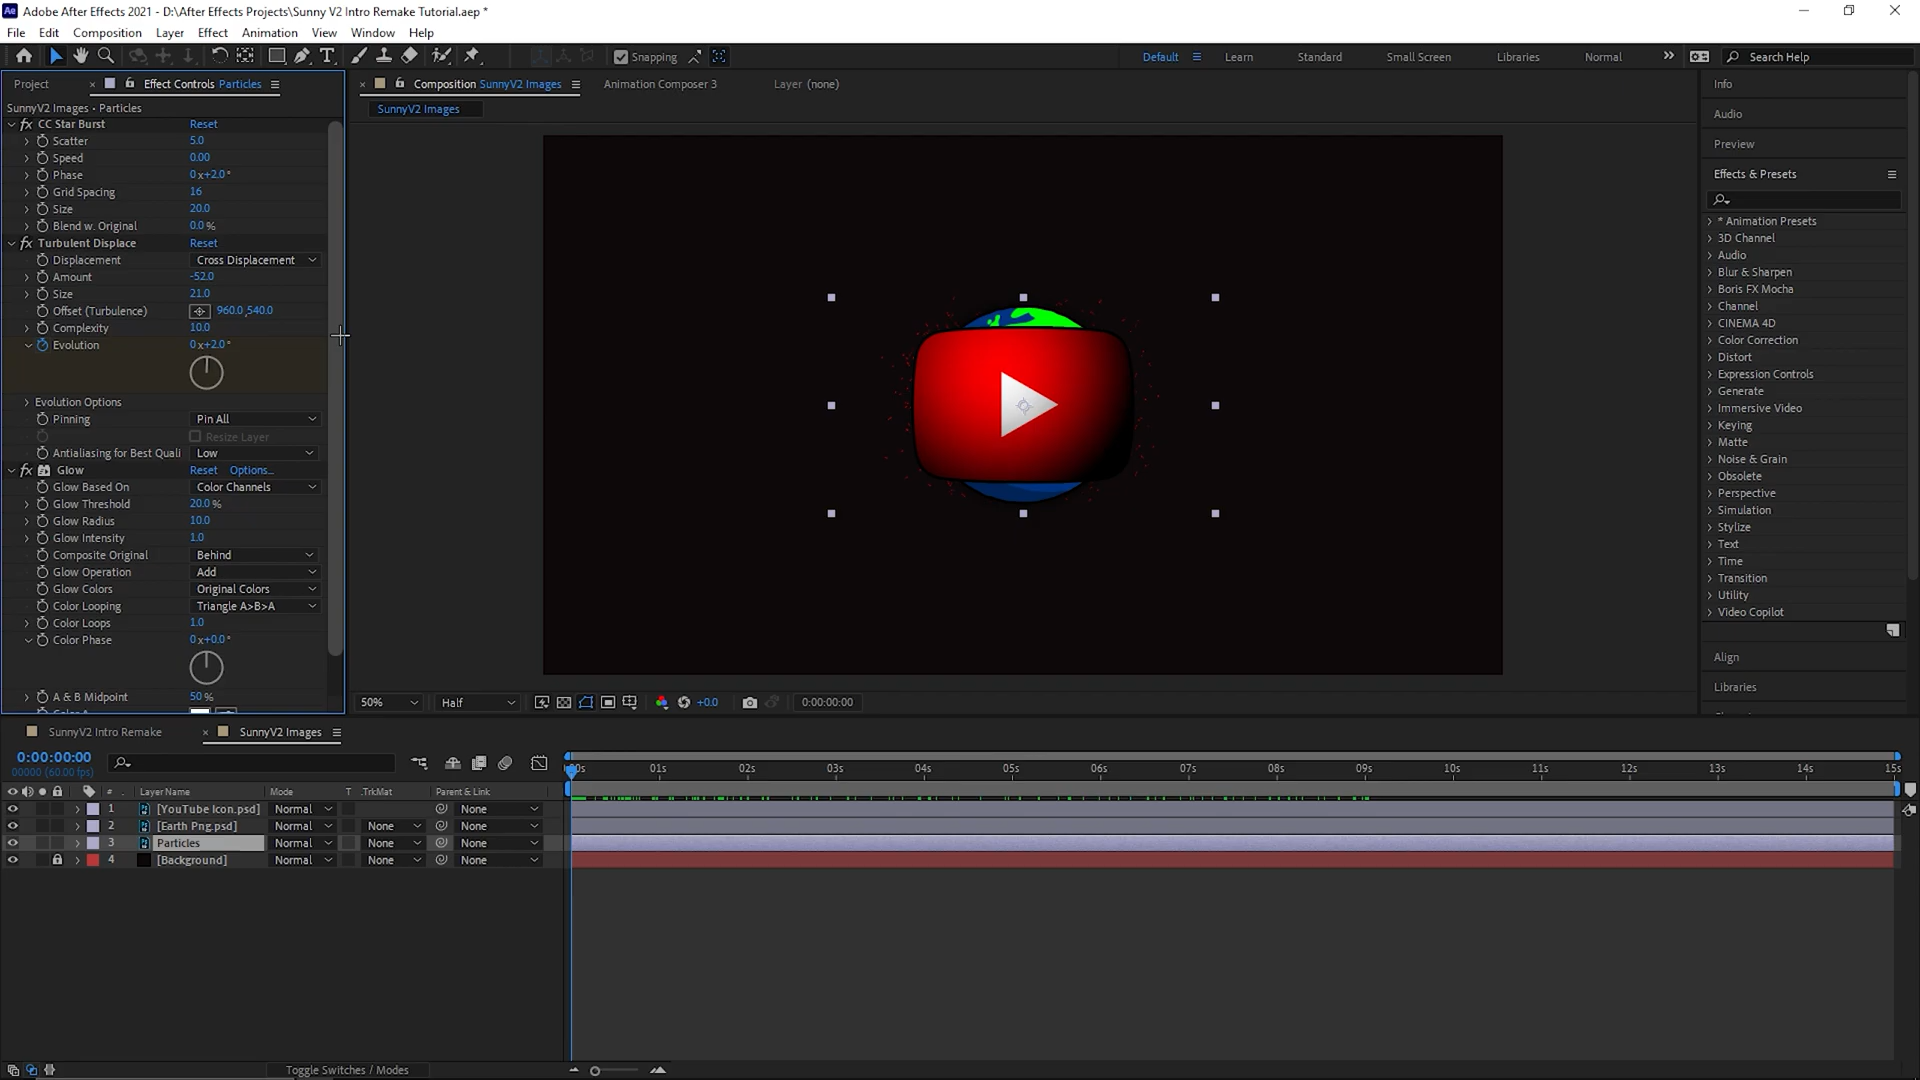 Ae Adobe After Effects 2021 - D:\After Effects Projects\Sunny V2 Intro Remake Tutorial.aep *
File Edit Composition Layer Effect Animation View Window Help
Snapping Default Learn Standard Small Screen Libraries Normal Search Help
Project Effect Controls Particles
SunnyV2 Images • Particles
fx CC Star Burst Reset
Scatter 5.0
Speed 0.00
Phase 0x+2.0°
Grid Spacing 16
Size 20.0
Blend w. Original 0.0 %
fx Turbulent Displace Reset
Displacement Cross Displacement
Amount -52.0
Size 21.0
Offset (Turbulence) 960.0,540.0
Complexity 10.0
Evolution 0x+2.0°
Evolution Options
Pinning Pin All
Resize Layer
Antialiasing for Best Quali Low
fx Glow Reset Options...
Glow Based On Color Channels
Glow Threshold 20.0 %
Glow Radius 10.0
Glow Intensity 1.0
Composite Original Behind
Glow Operation Add
Glow Colors Original Colors
Color Looping Triangle A>B>A
Color Loops 1.0
Color Phase 0x+0.0°
A & B Midpoint 50 %
Composition SunnyV2 Images Animation Composer 3 Layer (none)
SunnyV2 Images
50% Half +0.0 0:00:00:00
Info
Audio
Preview
Effects & Presets
* Animation Presets
3D Channel
Audio
Blur & Sharpen
Boris FX Mocha
Channel
CINEMA 4D
Color Correction
Distort
Expression Controls
Generate
Immersive Video
Keying
Matte
Noise & Grain
Obsolete
Perspective
Simulation
Stylize
Text
Time
Transition
Utility
Video Copilot
Align
Libraries
SunnyV2 Intro Remake SunnyV2 Images
0:00:00:00
00000 (60.00 fps)
:00s 01s 02s 03s 04s 05s 06s 07s 08s 09s 10s 11s 12s 13s 14s 15s
# Layer Name Mode T .TrkMat Parent & Link
1 [YouTube Icon.psd] Normal None
2 [Earth Png.psd] Normal None None
3 Particles Normal None None
4 [Background] Normal None None
Toggle Switches / Modes